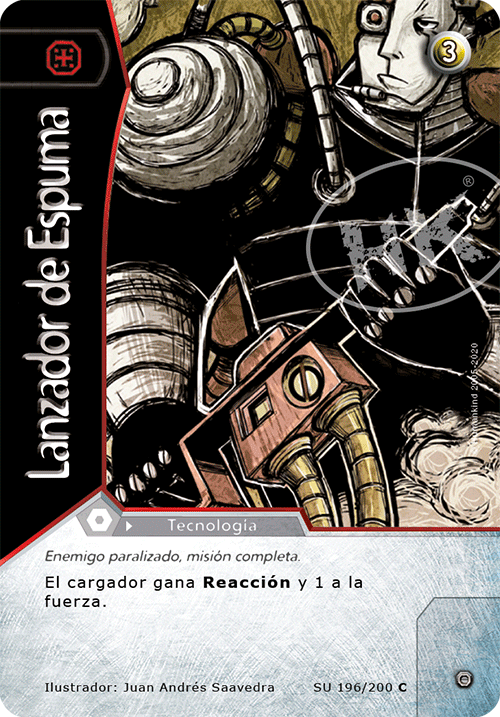 3
Lanzador de Espuma
HK®
Tecnología
Enemigo paralizado, misión completa.
El cargador gana Reacción y 1 a la
fuerza.
Ilustrador: Juan Andrés Saavedra SU 196/200 C